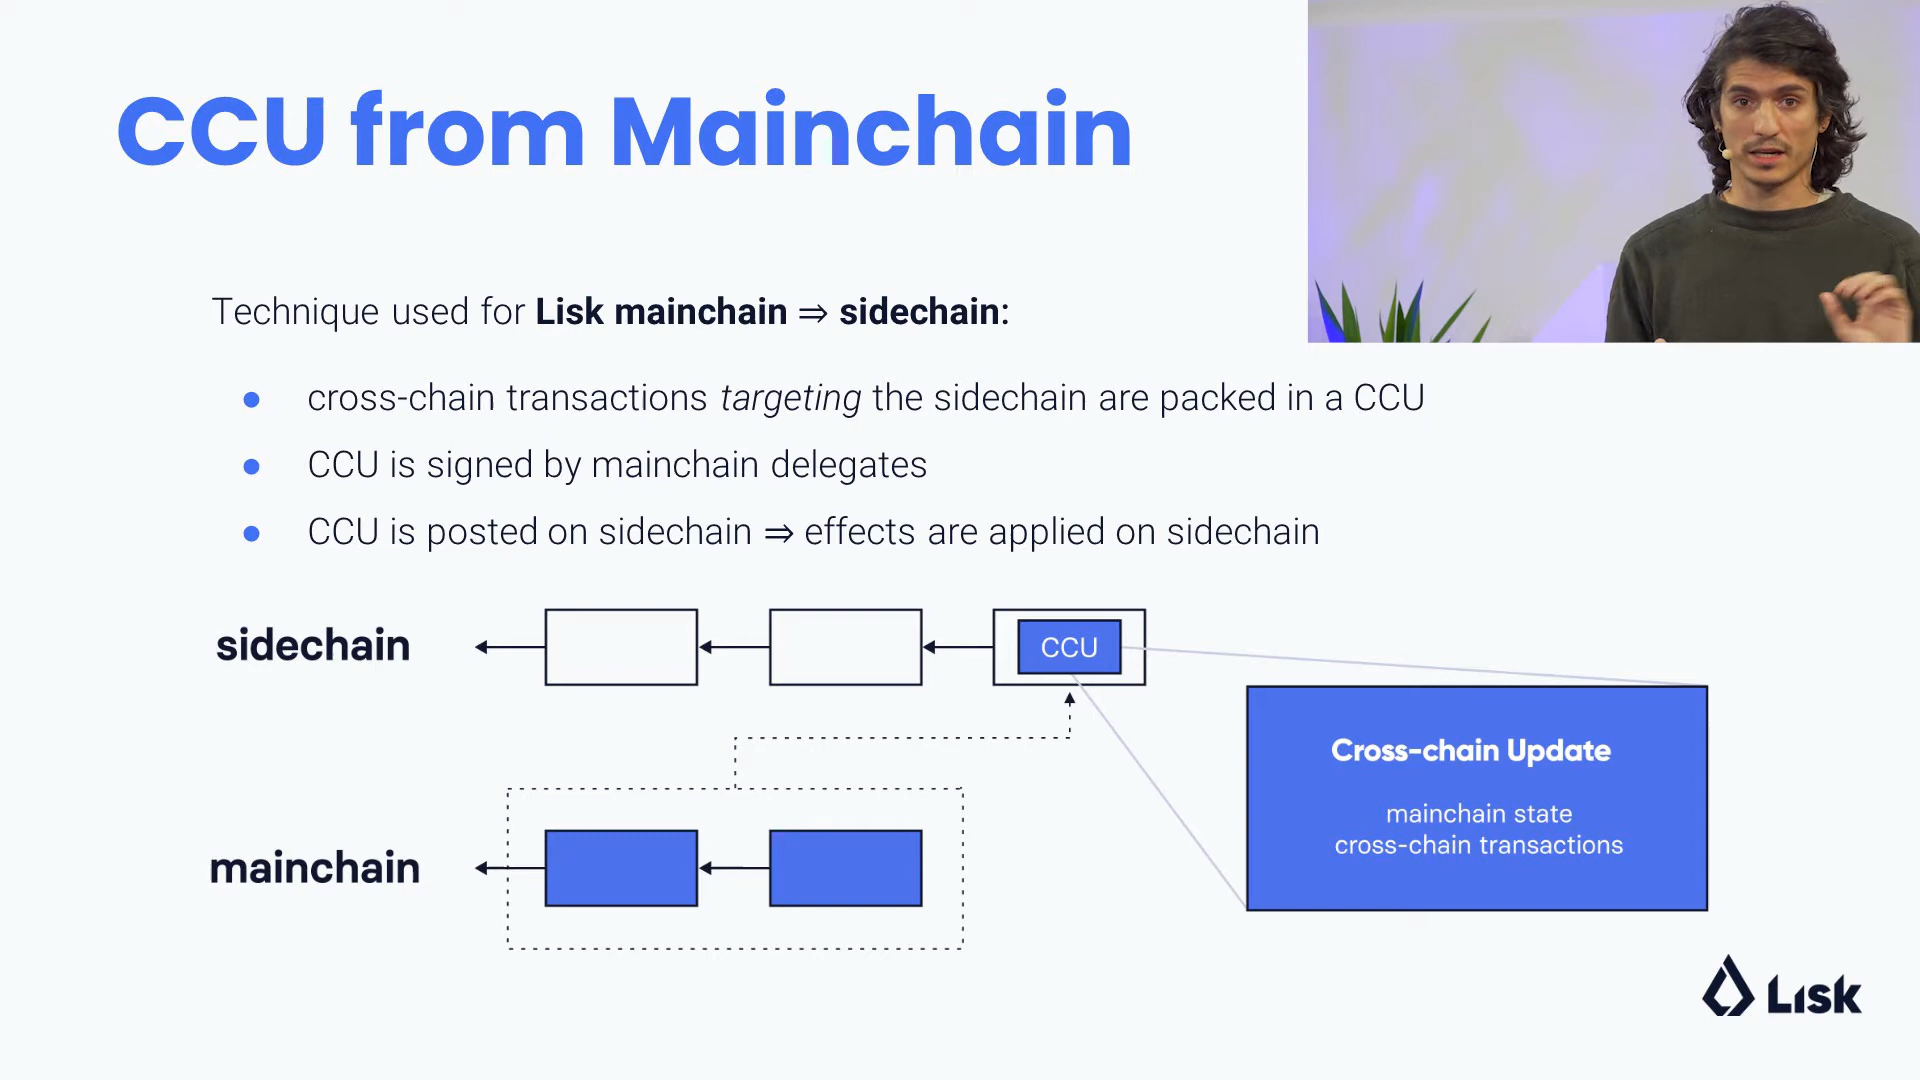 CCU from Mainchain
Technique used for Lisk mainchain ⇒ sidechain:
● cross-chain transactions targeting the sidechain are packed in a CCU
● CCU is signed by mainchain delegates
● CCU is posted on sidechain ⇒ effects are applied on sidechain
sidechain
CCU
Cross-chain Update
mainchain state
cross-chain transactions
mainchain
Lisk